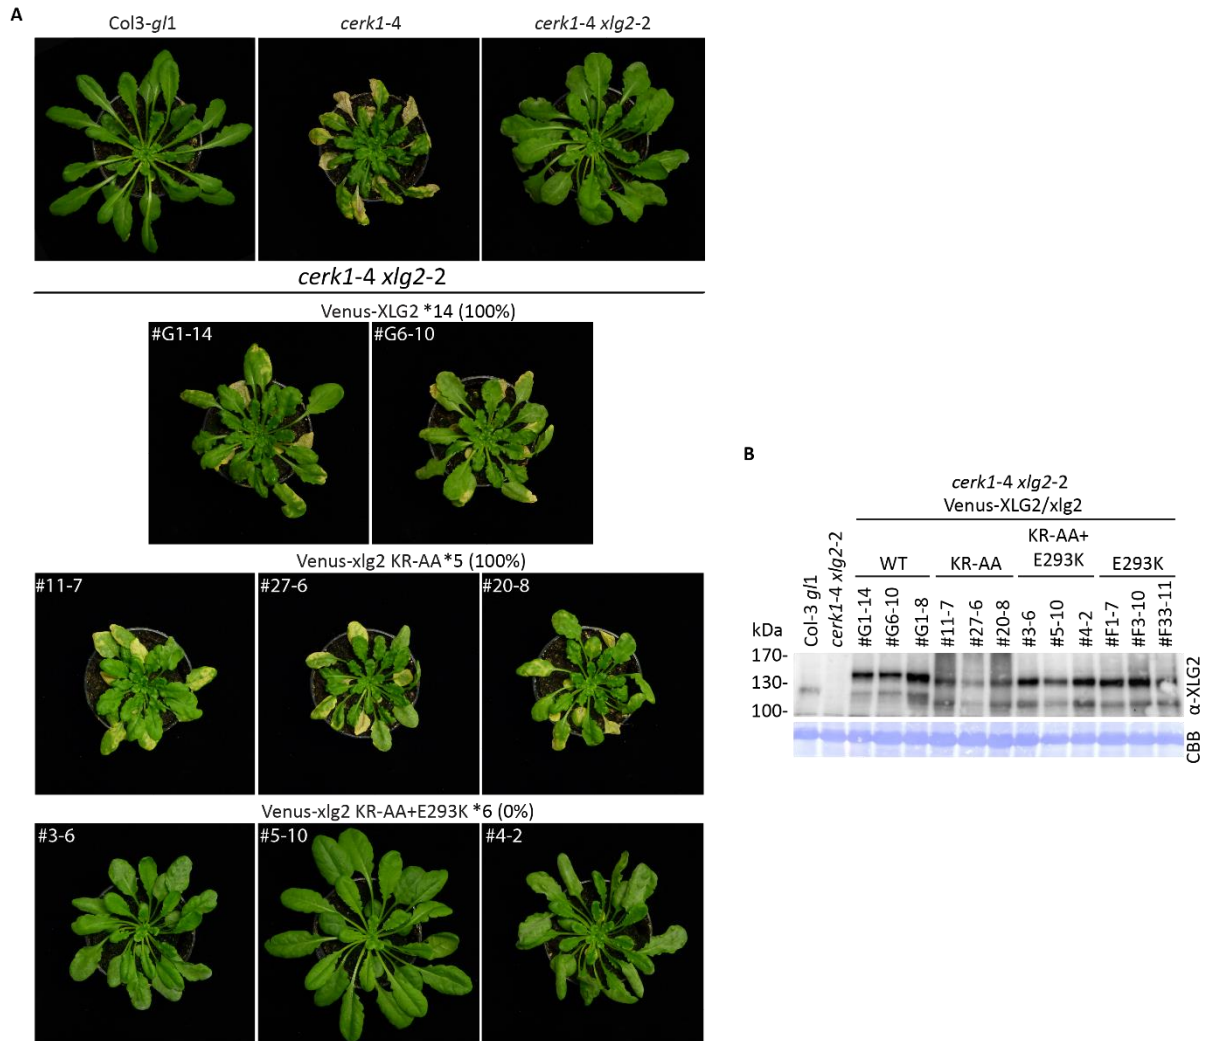 A
Col3-gl1
cerk1-4
cerk1-4 xlg2-2
cerk1-4 xlg2-2
Venus-XLG2 *14 (100%)
#G1-14
#G6-10
Venus-xlg2 KR-AA *5 (100%)
#11-7
#27-6
#20-8
Venus-xlg2 KR-AA+E293K *6 (0%)
#3-6
#5-10
#4-2
B
cerk1-4 xlg2-2
Venus-XLG2/xlg2
WT
KR-AA
KR-AA+
E293K
E293K
Col-3 gl1
cerk1-4 xlg2-2
#G1-14
#G6-10
#G1-8
#11-7
#27-6
#20-8
#3-6
#5-10
#4-2
#F1-7
#F3-10
#F33-11
kDa
170-
130-
100-
α-XLG2
CBB